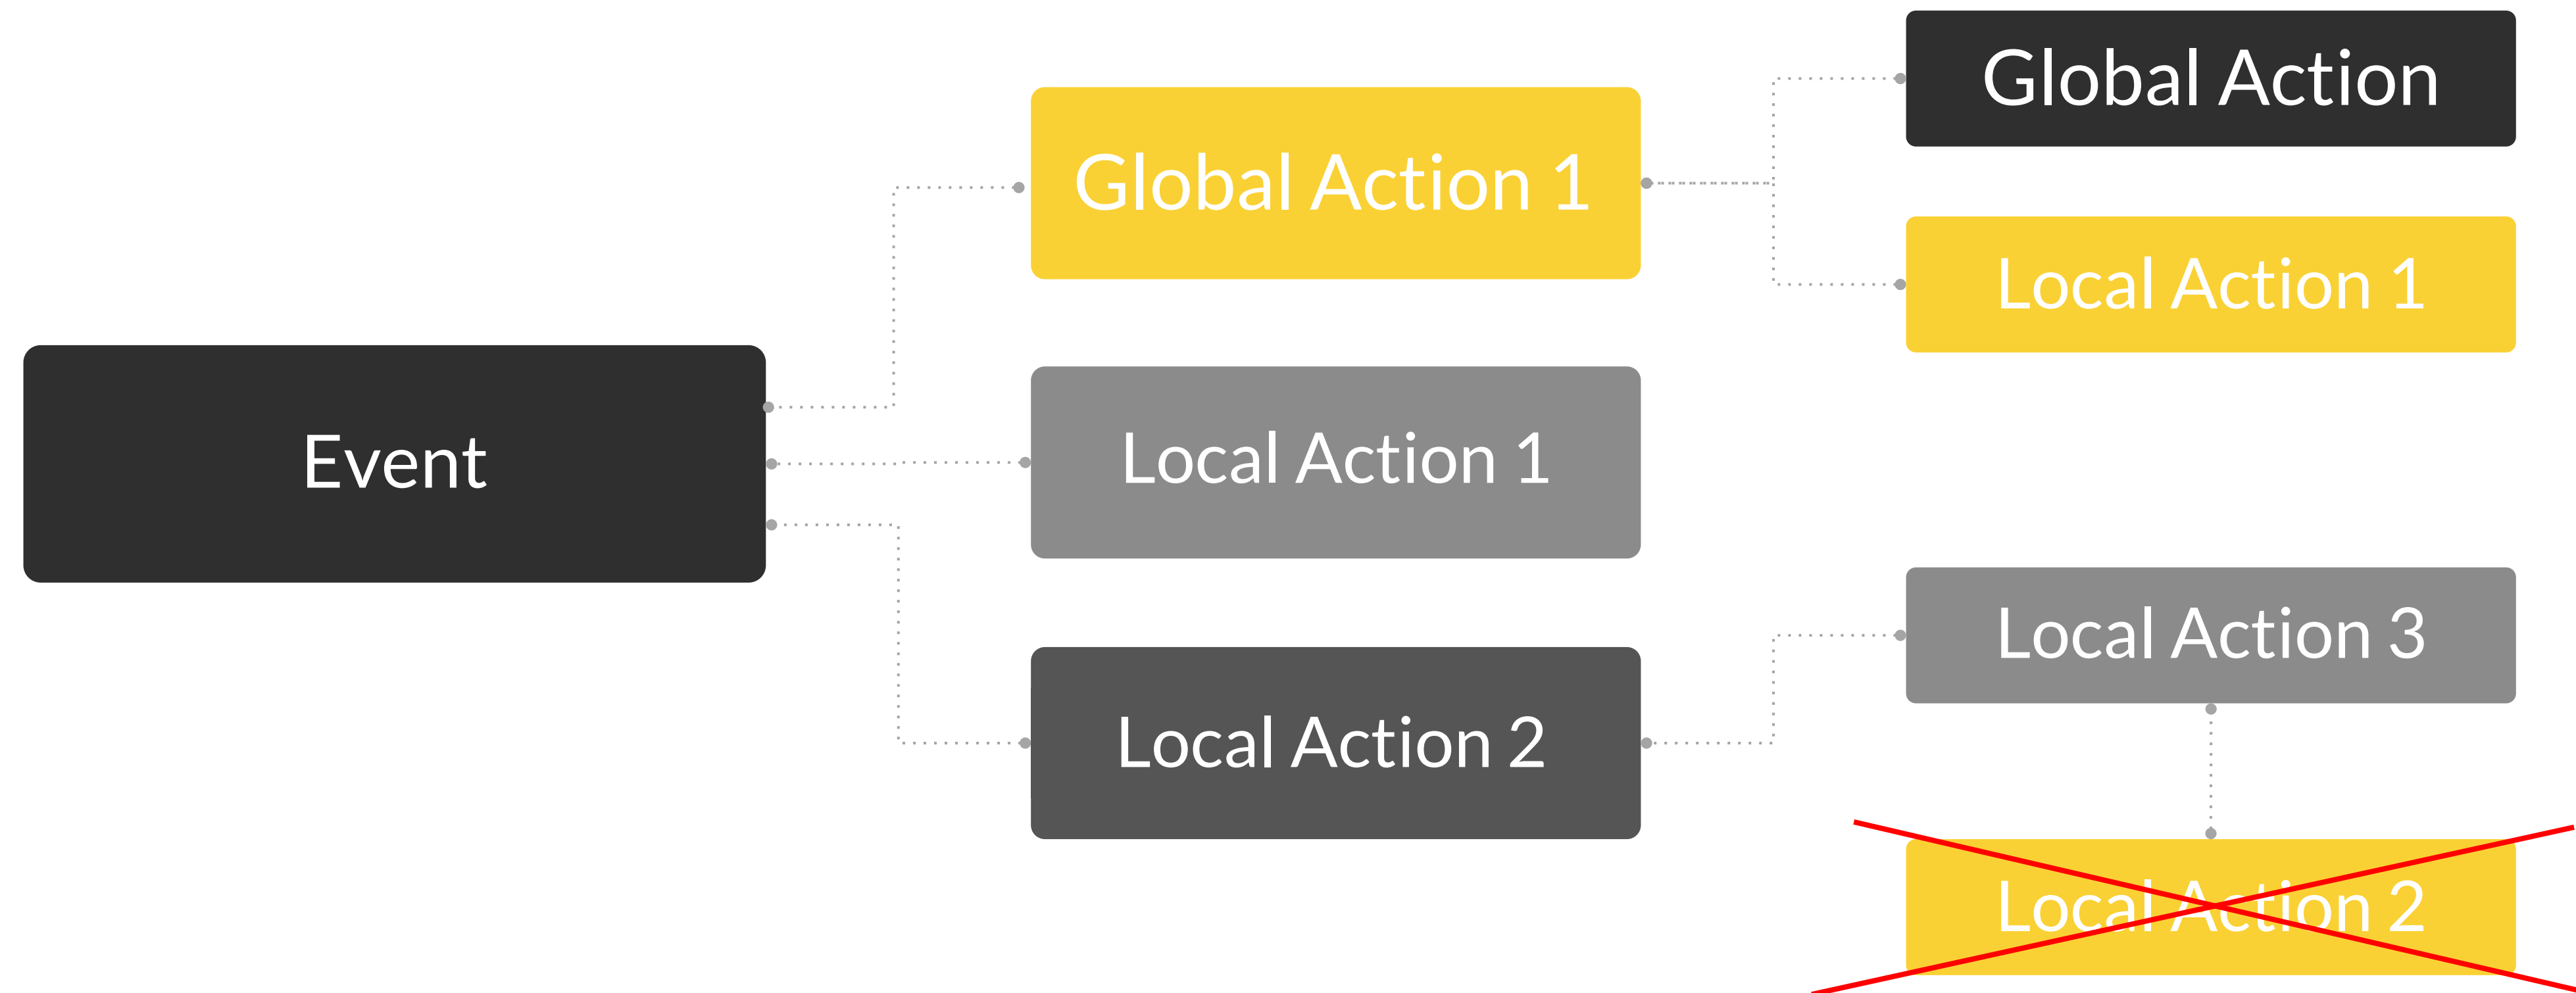 Event
Global Action 1
Local Action 1
Local Action 2
Global Action
Local Action 1
Local Action 3
Local Action 2